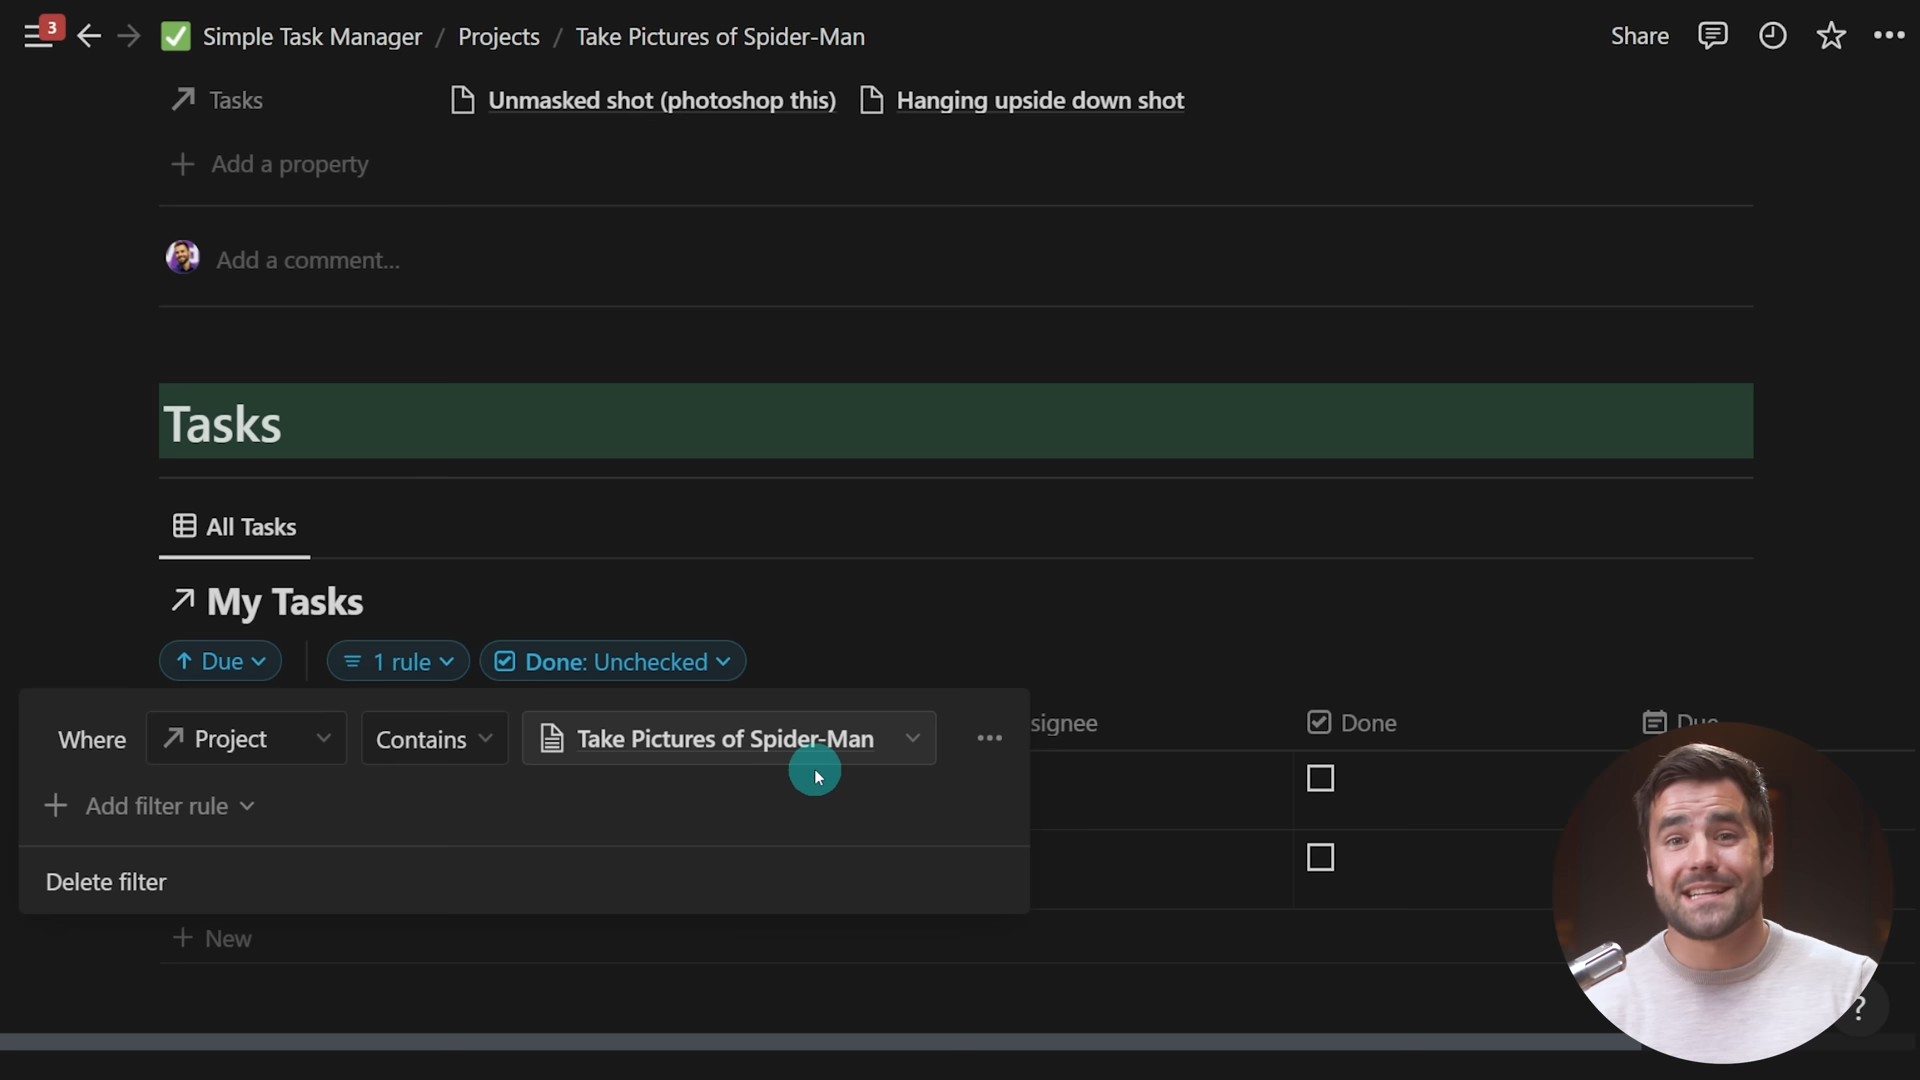 3 Simple Task Manager / Projects / Take Pictures of Spider-Man Share
Tasks Unmasked shot (photoshop this) Hanging upside down shot
+ Add a property
Add a comment...
Tasks
All Tasks
My Tasks
Due 1 rule Done: Unchecked
Where Project Contains Take Pictures of Spider-Man
signee Done Due
+ Add filter rule
Delete filter
+ New
?